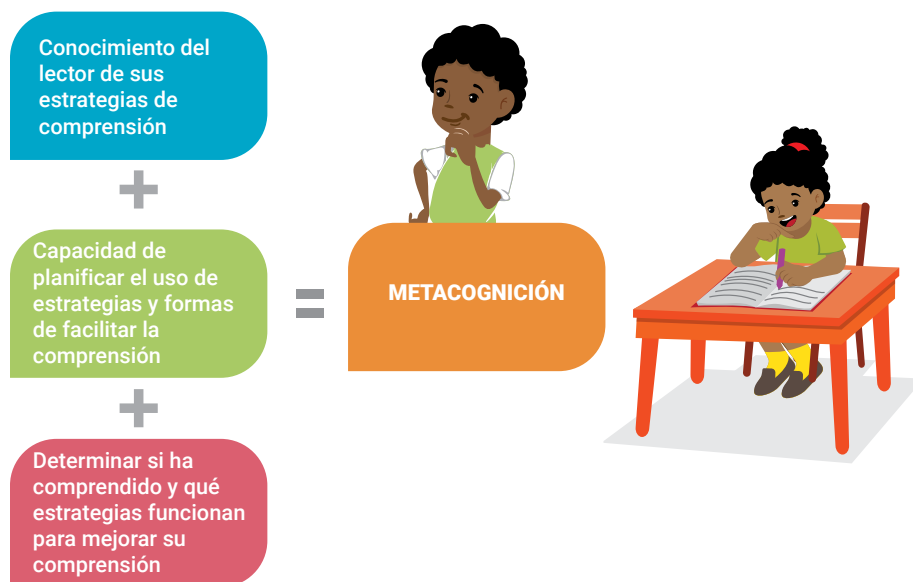 Conocimiento del
lector de sus
estrategias de
comprensión
+
Capacidad de
planificar el uso de
estrategias y formas
de facilitar la
comprensión
=
METACOGNICIÓN
+
Determinar si ha
comprendido y qué
estrategias funcionan
para mejorar su
comprensión